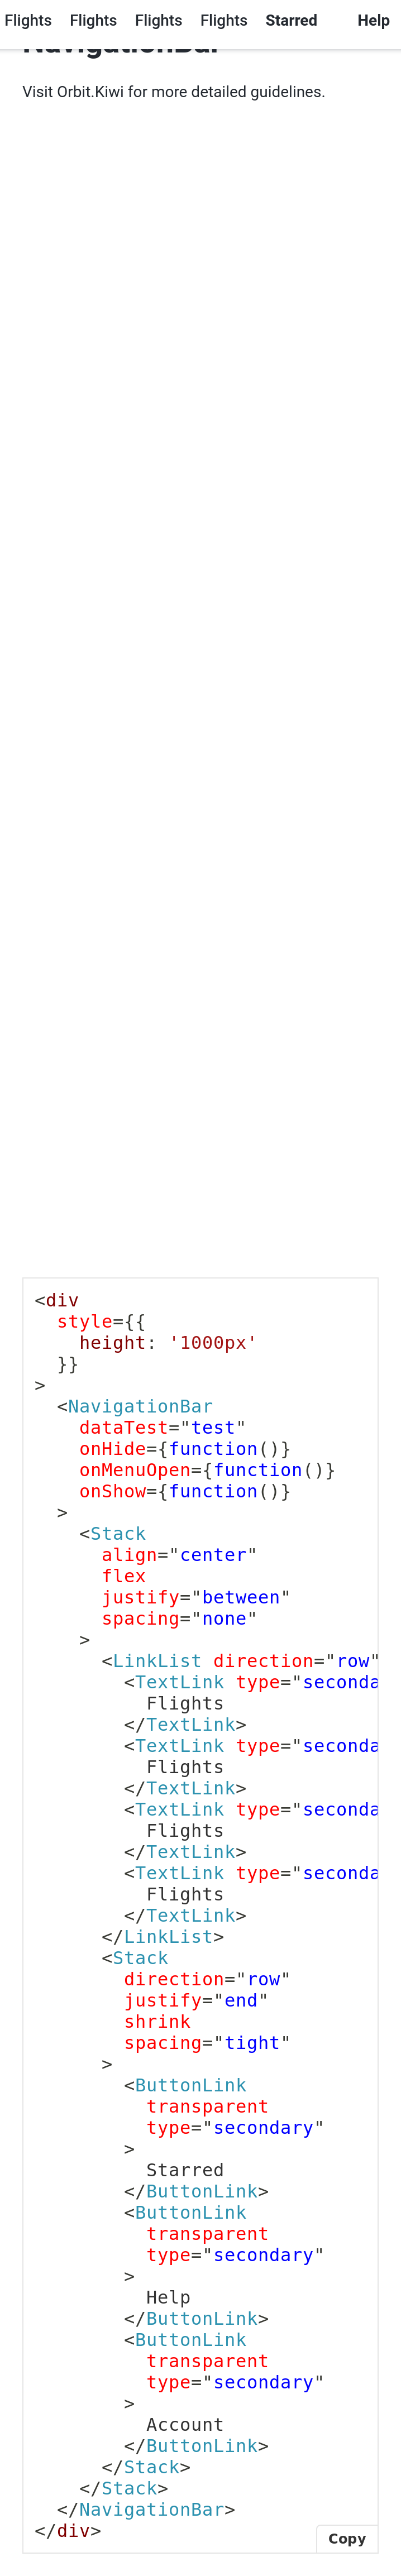 Flights Flights Flights Flights Starred Help
NavigationBar
Visit Orbit.Kiwi for more detailed guidelines.
<div
  style={{
    height: '1000px'
  }}
>
  <NavigationBar
    dataTest="test"
    onHide={function()}
    onMenuOpen={function()}
    onShow={function()}
  >
    <Stack
      align="center"
      flex
      justify="between"
      spacing="none"
    >
      <LinkList direction="row"
        <TextLink type="seconda
          Flights
        </TextLink>
        <TextLink type="seconda
          Flights
        </TextLink>
        <TextLink type="seconda
          Flights
        </TextLink>
        <TextLink type="seconda
          Flights
        </TextLink>
      </LinkList>
      <Stack
        direction="row"
        justify="end"
        shrink
        spacing="tight"
      >
        <ButtonLink
          transparent
          type="secondary"
        >
          Starred
        </ButtonLink>
        <ButtonLink
          transparent
          type="secondary"
        >
          Help
        </ButtonLink>
        <ButtonLink
          transparent
          type="secondary"
        >
          Account
        </ButtonLink>
      </Stack>
    </Stack>
  </NavigationBar>
</div>
Copy